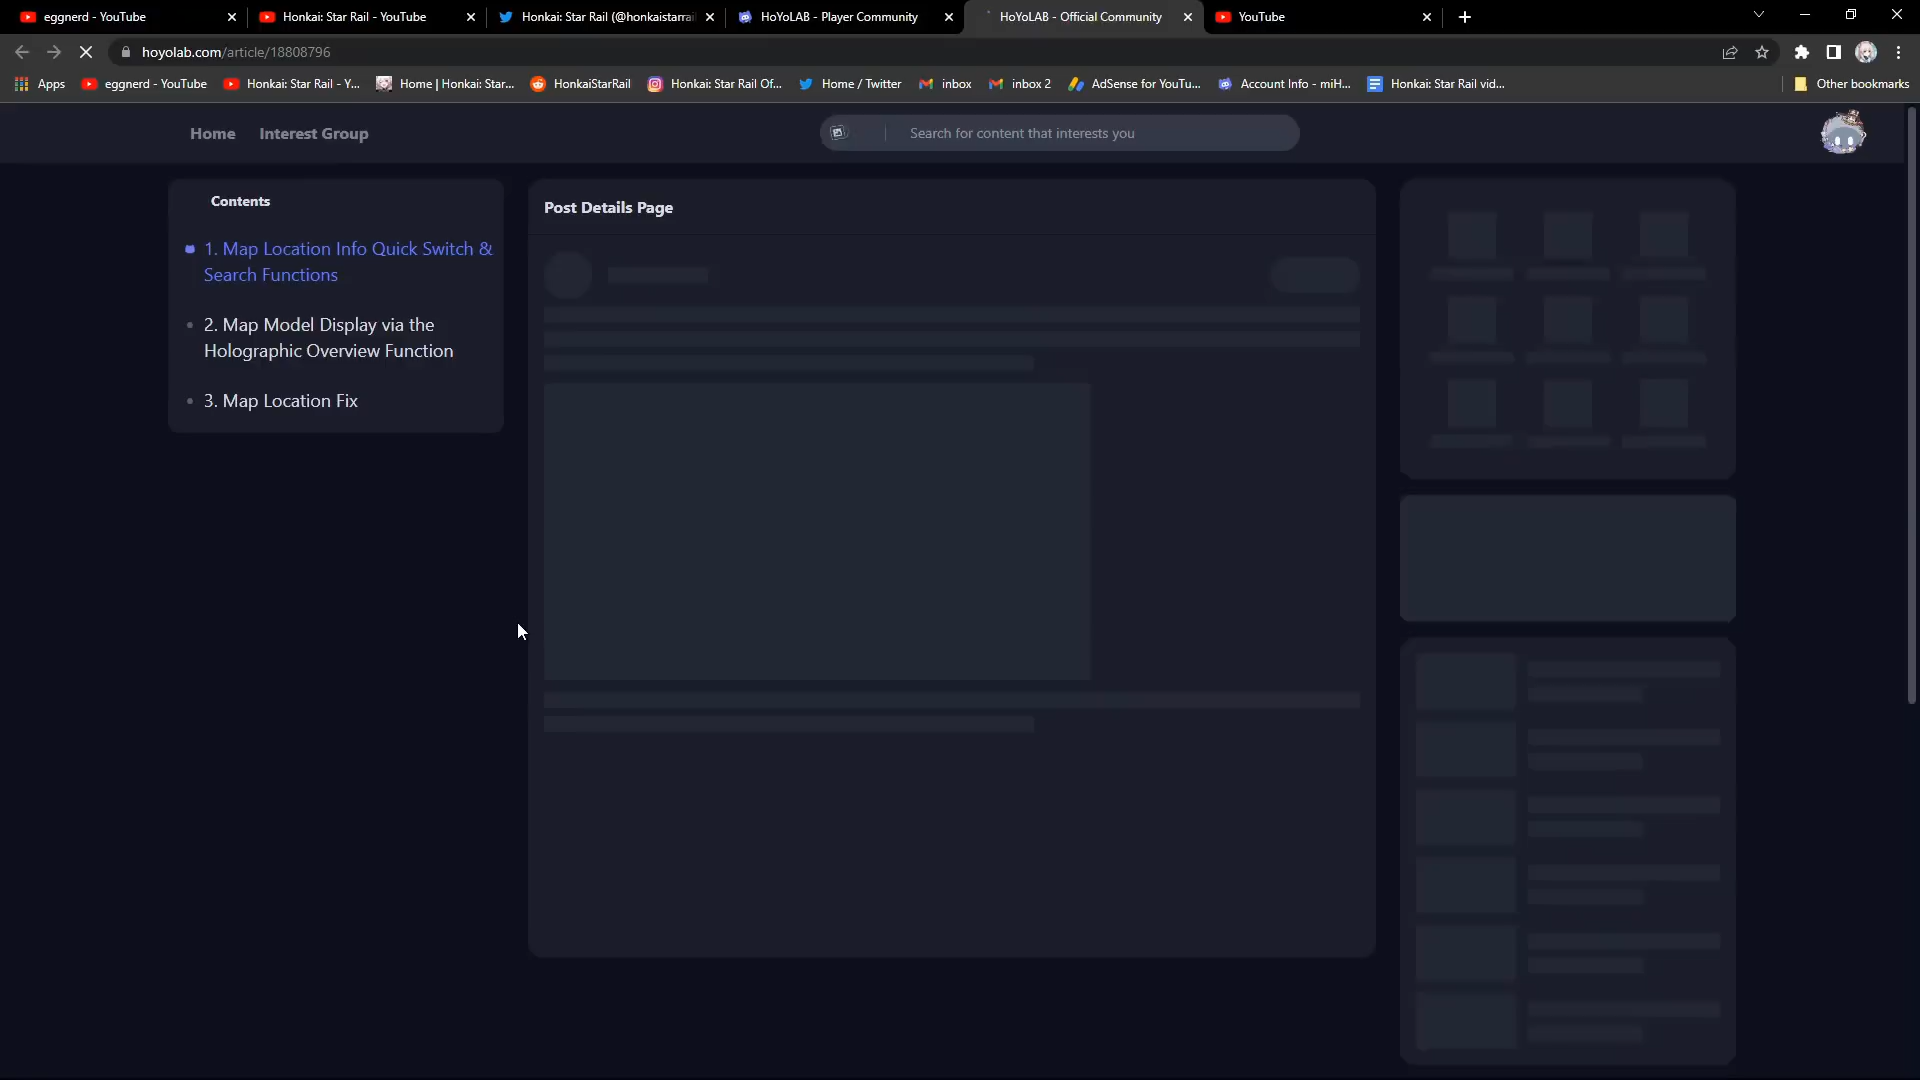 eggnerd - YouTube
Honkai: Star Rail - YouTube
Honkai: Star Rail (@honkaistarrail
HoYoLAB - Player Community
HoYoLAB - Official Community
YouTube
hoyolab.com/article/18808796
Apps
eggnerd - YouTube
Honkai: Star Rail - Y...
Home | Honkai: Star...
HonkaiStarRail
Honkai: Star Rail Of...
Home / Twitter
inbox
inbox 2
AdSense for YouTu...
Account Info - miH...
Honkai: Star Rail vid...
Other bookmarks
Home
Interest Group
Search for content that interests you
Contents
1. Map Location Info Quick Switch &
Search Functions
2. Map Model Display via the
Holographic Overview Function
3. Map Location Fix
Post Details Page